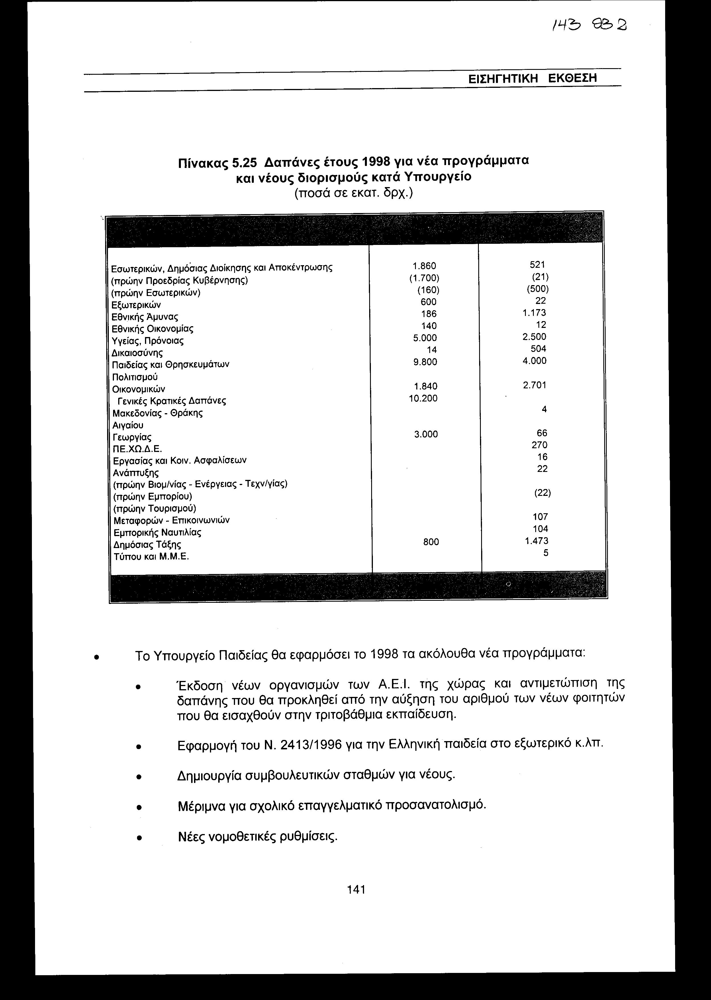 143 832
ΕΙΣΗΓΗΤΙΚΗ ΕΚΘΕΣΗ
Πίνακας 5.25 Δαπάνες έτους 1998 για νέα προγράμματα
και νέους διορισμούς κατά Υπουργείο
(ποσά σε εκατ. δρχ.)
Εσωτερικών, Δημόσιας Διοίκησης και Αποκέντρωσης 1.860 521
(πρώην Προεδρίας Κυβέρνησης) (1.700) (21)
(πρώην Εσωτερικών) (160) (500)
Εξωτερικών 600 22
Εθνικής Άμυνας 186 1.173
Εθνικής Οικονομίας 140 12
Υγείας, Πρόνοιας 5.000 2.500
Δικαιοσύνης 14 504
Παιδείας και Θρησκευμάτων 9.800 4.000
Πολιτισμού
Οικονομικών 1.840 2.701
Γενικές Κρατικές Δαπάνες 10.200
Μακεδονίας - Θράκης 4
Αιγαίου
Γεωργίας 3.000 66
ΠΕ.ΧΩ.Δ.Ε. 270
Εργασίας και Κοιν. Ασφαλίσεων 16
Ανάπτυξης 22
(πρώην Βιομ/νίας - Ενέργειας - Τεχν/γίας)
(πρώην Εμπορίου) (22)
(πρώην Τουρισμού)
Μεταφορών - Επικοινωνιών 107
Εμπορικής Ναυτιλίας 104
Δημόσιας Τάξης 800 1.473
Τύπου και Μ.Μ.Ε. 5
• Το Υπουργείο Παιδείας θα εφαρμόσει το 1998 τα ακόλουθα νέα προγράμματα:
• Έκδοση νέων οργανισμών των Α.Ε.Ι. της χώρας και αντιμετώπιση της
δαπάνης που θα προκληθεί από την αύξηση του αριθμού των νέων φοιτητών
που θα εισαχθούν στην τριτοβάθμια εκπαίδευση.
• Εφαρμογή του Ν. 2413/1996 για την Ελληνική παιδεία στο εξωτερικό κ.λπ.
• Δημιουργία συμβουλευτικών σταθμών για νέους.
• Μέριμνα για σχολικό επαγγελματικό προσανατολισμό.
• Νέες νομοθετικές ρυθμίσεις.
141